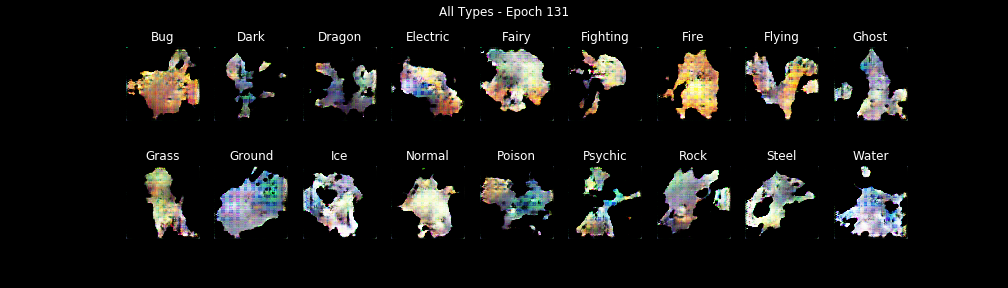 All Types - Epoch 131
Bug Dark Dragon Electric Fairy Fighting Fire Flying Ghost
Grass Ground Ice Normal Poison Psychic Rock Steel Water